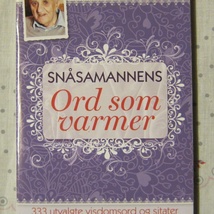 SNÅSAMANNENS
Ord som
varmer
333 utvalgte visdomsord og sitater